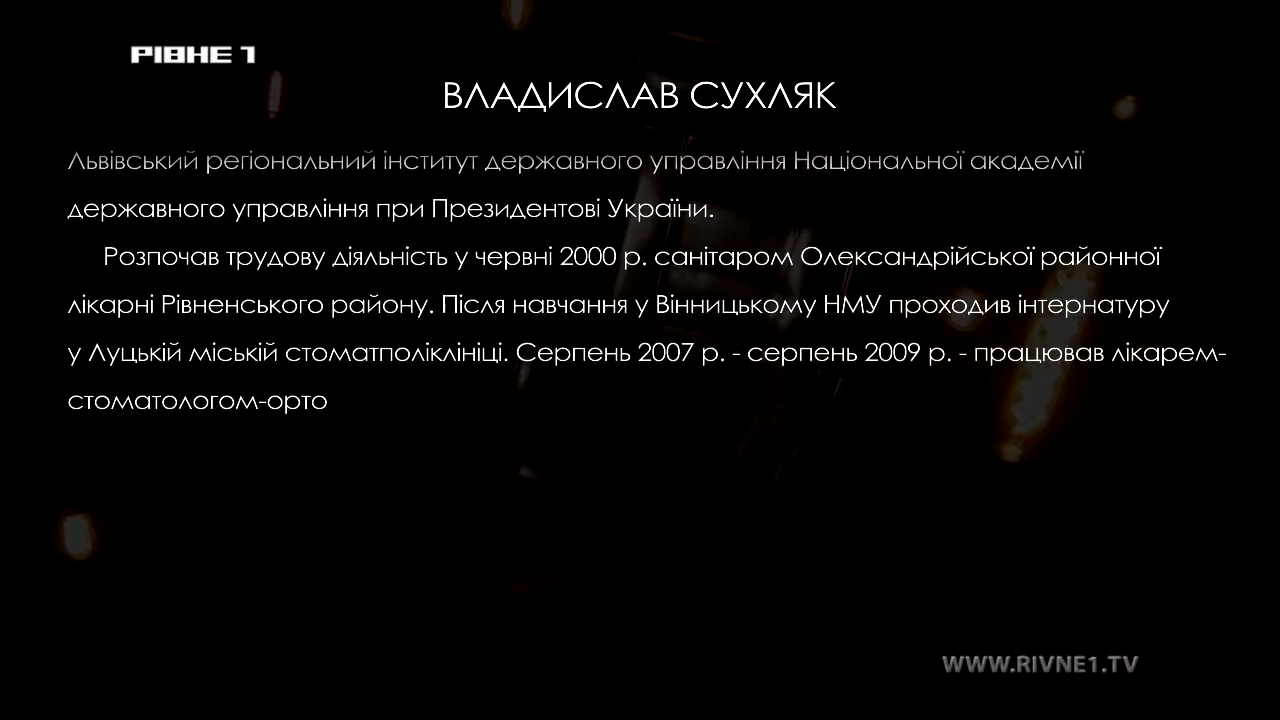 РІВНЕ 1
ВЛАДИСЛАВ СУХЛЯК
Львівський регіональний інститут державного управління Національної академії
державного управління при Президентові України.
Розпочав трудову діяльність у червні 2000 р. санітаром Олександрійської районної
лікарні Рівненського району. Після навчання у Вінницькому НМУ проходив інтернатуру
у Луцькій міській стоматполіклініці. Серпень 2007 р. - серпень 2009 р. - працював лікарем-
стоматологом-орто
WWW.RIVNE1.TV